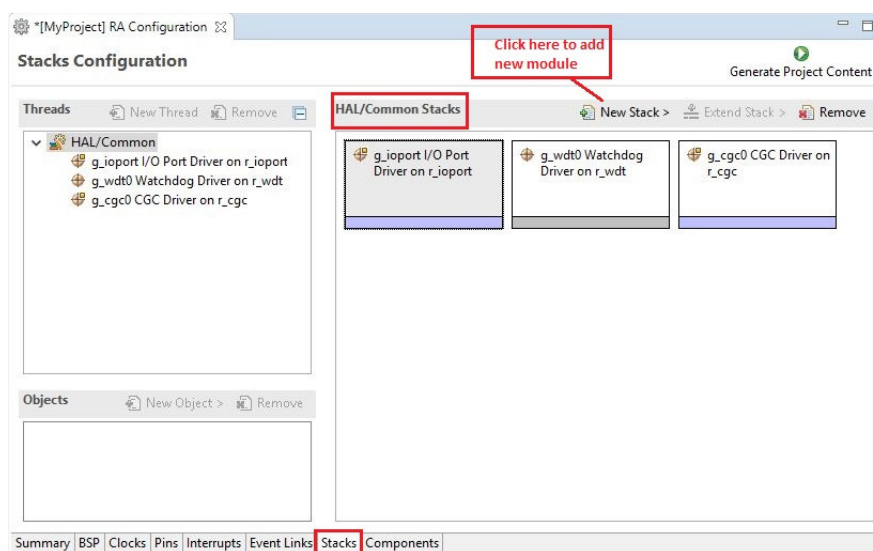 *[MyProject] RA Configuration
Click here to add
new module
Stacks Configuration
Generate Project Content
Threads
New Thread
Remove
HAL/Common Stacks
New Stack >
Extend Stack >
Remove
HAL/Common
g_ioport I/O Port Driver on r_ioport
g_wdt0 Watchdog Driver on r_wdt
g_cgc0 CGC Driver on r_cgc
g_ioport I/O Port
Driver on r_ioport
g_wdt0 Watchdog
Driver on r_wdt
g_cgc0 CGC Driver on
r_cgc
Objects
New Object >
Remove
Summary BSP Clocks Pins Interrupts Event Links Stacks Components